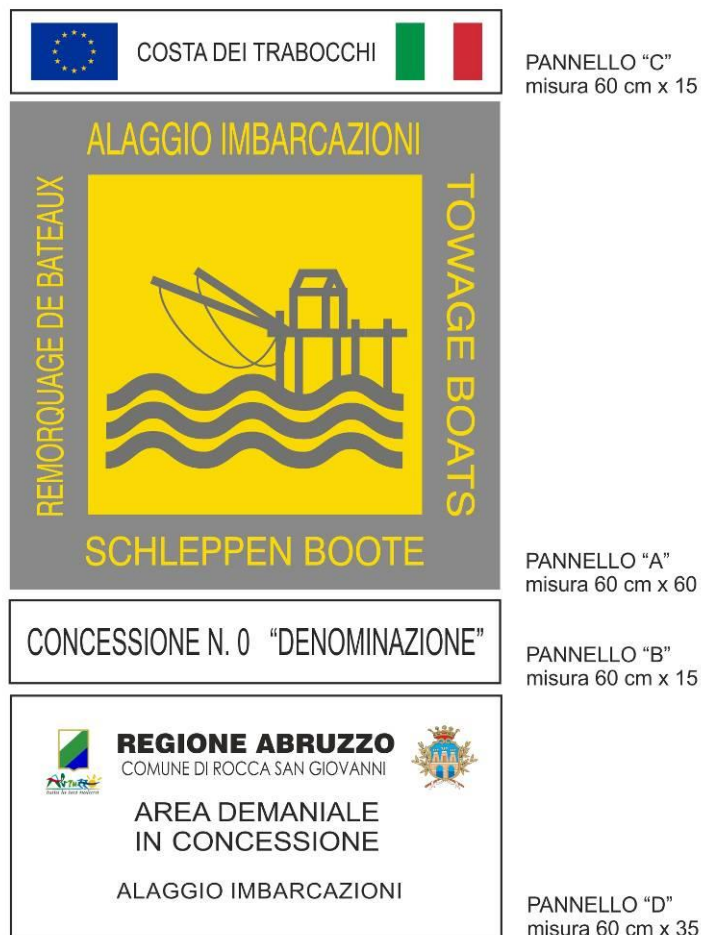 COSTA DEI TRABOCCHI
PANNELLO “C”
misura 60 cm x 15
ALAGGIO IMBARCAZIONI
REMORQUAGE DE BATEAUX
TOWAGE BOATS
SCHLEPPEN BOOTE
PANNELLO “A”
misura 60 cm x 60
CONCESSIONE N. 0 “DENOMINAZIONE”
PANNELLO “B”
misura 60 cm x 15
REGIONE ABRUZZO
COMUNE DI ROCCA SAN GIOVANNI
Abruzzo
AREA DEMANIALE
IN CONCESSIONE
ALAGGIO IMBARCAZIONI
PANNELLO “D”
misura 60 cm x 35